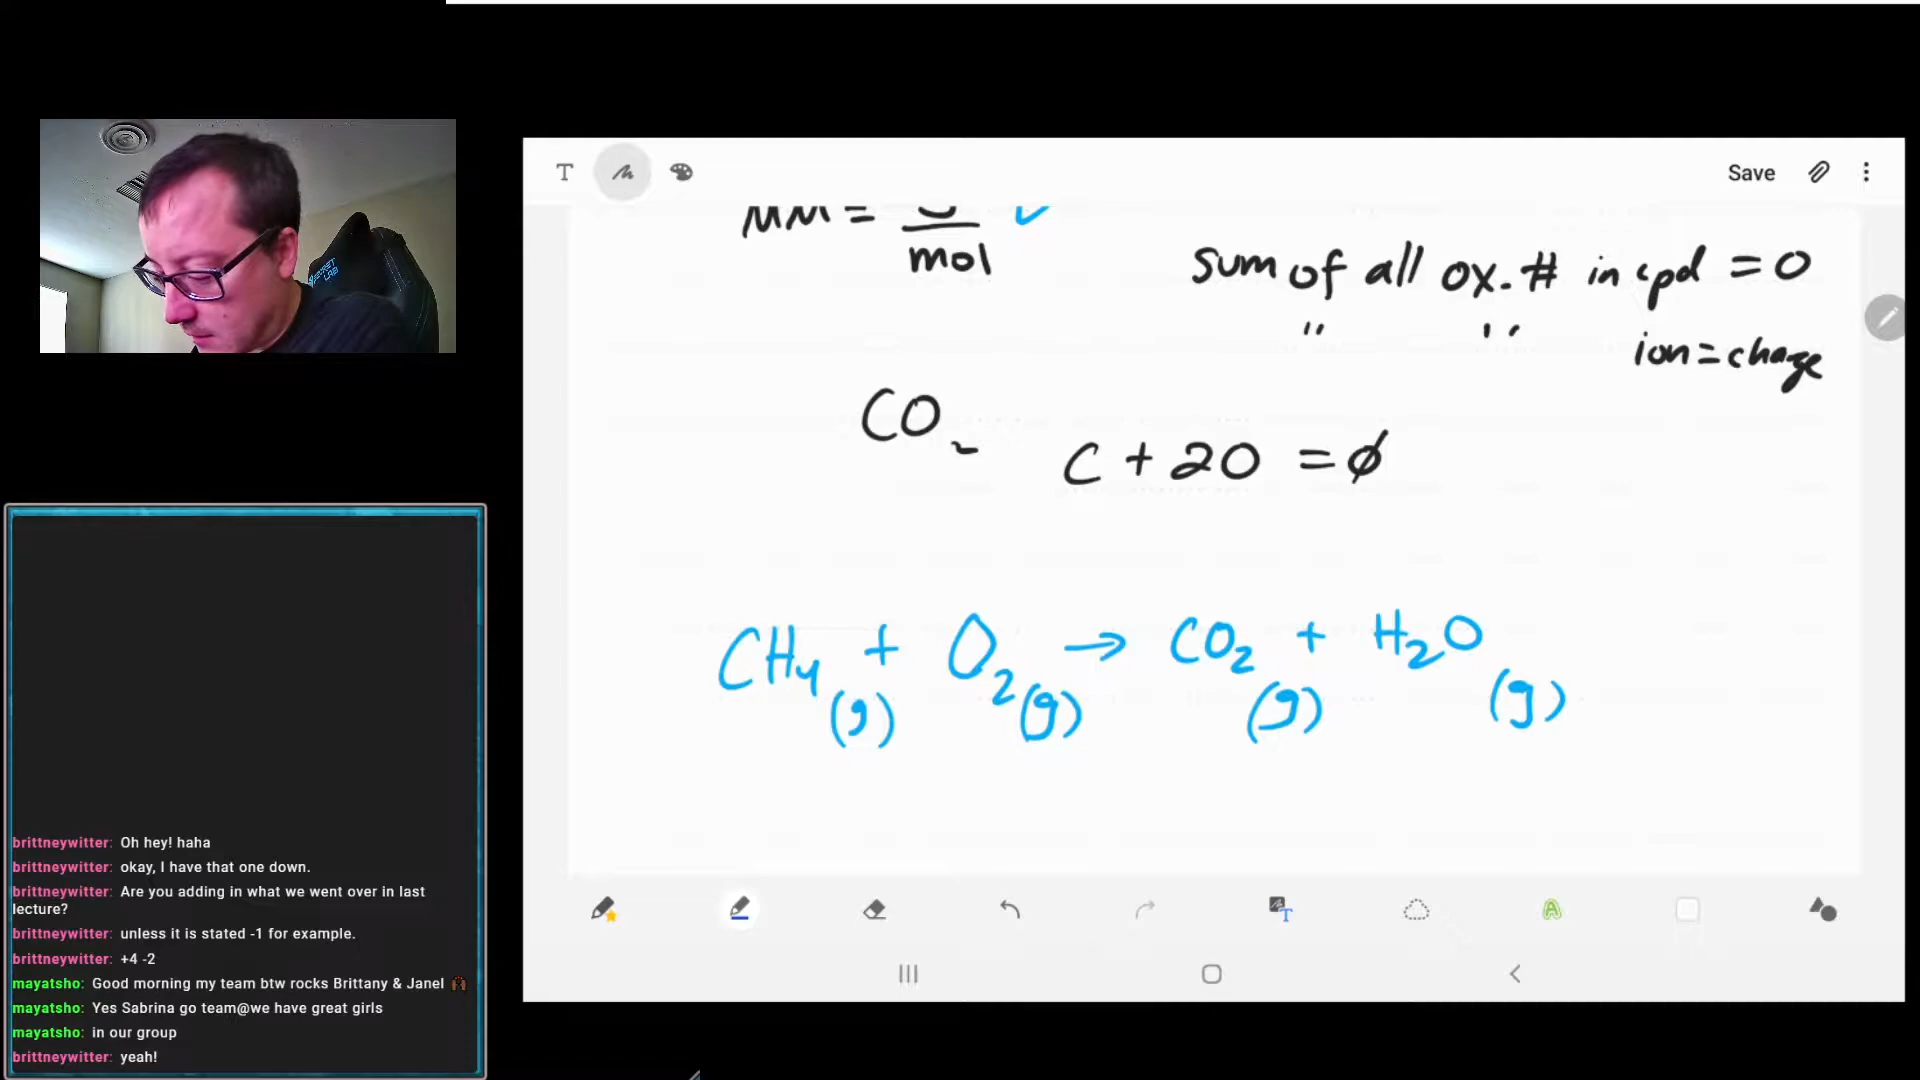 T
Save
MM = g/mol ✓
sum of all ox. # in cpd = 0
" " ion = charge
CO2
C + 2O = ∅
CH4 (g) + O2 (g) → CO2 (g) + H2O (g)
SECRET LAB
brittneywitter: Oh hey! haha
brittneywitter: okay, I have that one down.
brittneywitter: Are you adding in what we went over in last
lecture?
brittneywitter: unless it is stated -1 for example.
brittneywitter: +4 -2
mayatsho: Good morning my team btw rocks Brittany & Janel
mayatsho: Yes Sabrina go team@we have great girls
mayatsho: in our group
brittneywitter: yeah!